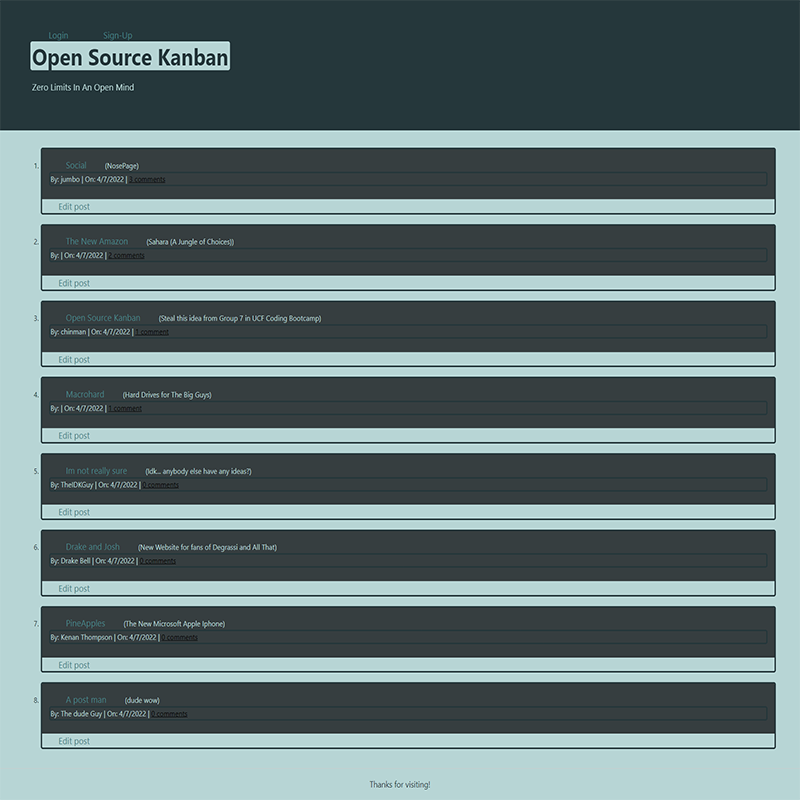 Login Sign-Up
Open Source Kanban
Zero Limits In An Open Mind
1. Social (NosePage)
By: jumbo | On: 4/7/2022 | 3 comments
Edit post
2. The New Amazon (Sahara (A Jungle of Choices))
By: | On: 4/7/2022 | 2 comments
Edit post
3. Open Source Kanban (Steal this idea from Group 7 in UCF Coding Bootcamp)
By: chinman | On: 4/7/2022 | 1 comment
Edit post
4. Macrohard (Hard Drives for The Big Guys)
By: | On: 4/7/2022 | 1 comment
Edit post
5. Im not really sure (Idk... anybody else have any ideas?)
By: TheIDKGuy | On: 4/7/2022 | 0 comments
Edit post
6. Drake and Josh (New Website for fans of Degrassi and All That)
By: Drake Bell | On: 4/7/2022 | 0 comments
Edit post
7. PineApples (The New Microsoft Apple Iphone)
By: Kenan Thompson | On: 4/7/2022 | 0 comments
Edit post
8. A post man (dude wow)
By: The dude Guy | On: 4/7/2022 | 0 comments
Edit post
Thanks for visiting!